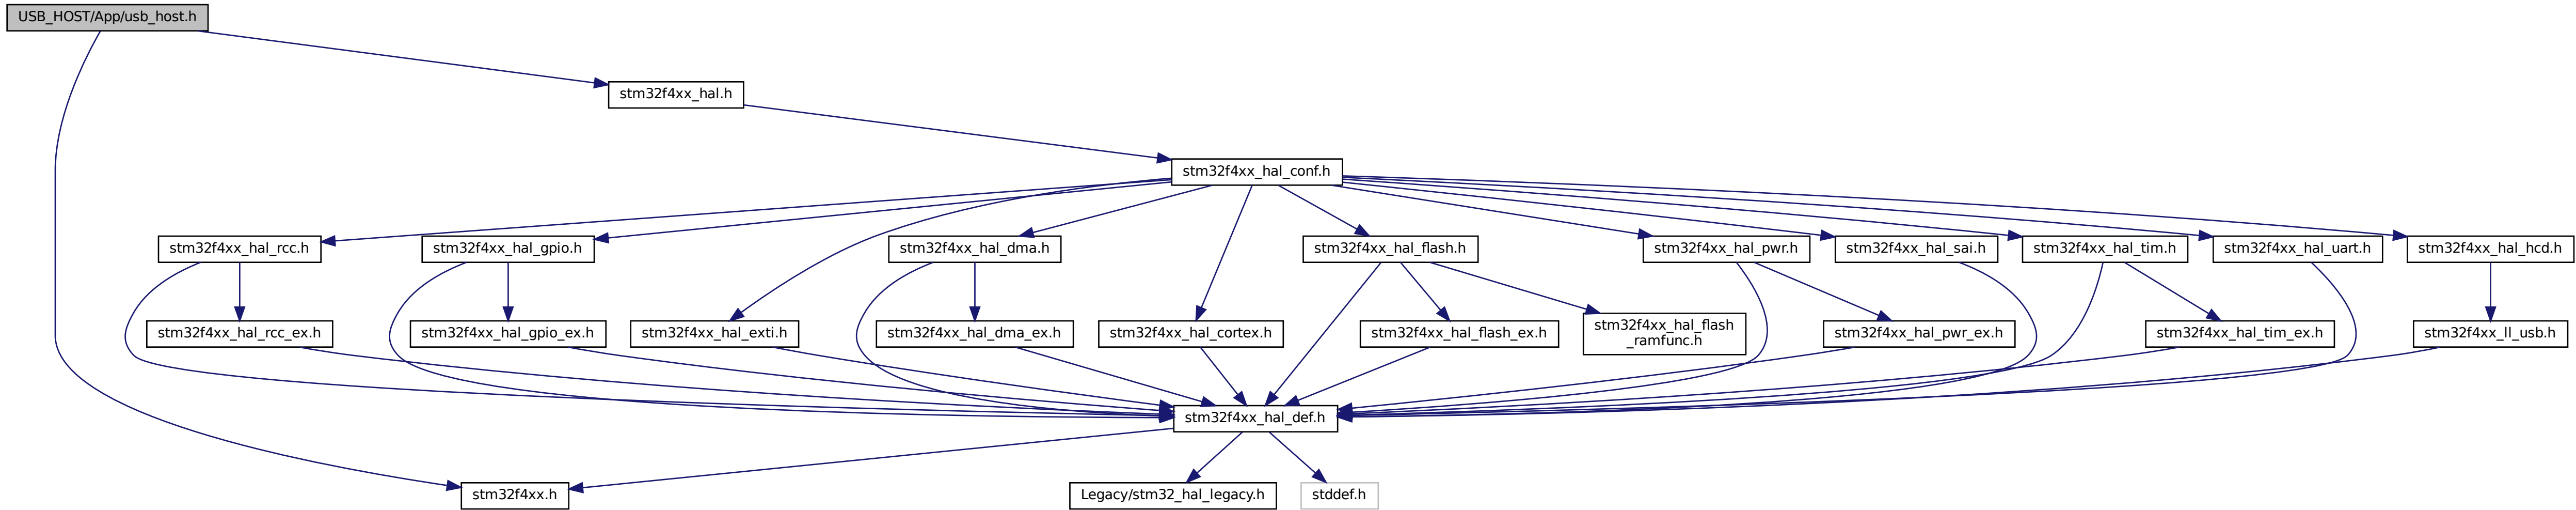 USB_HOST/App/usb_host.h
stm32f4xx_hal.h
stm32f4xx_hal_conf.h
stm32f4xx_hal_rcc.h
stm32f4xx_hal_gpio.h
stm32f4xx_hal_dma.h
stm32f4xx_hal_flash.h
stm32f4xx_hal_pwr.h
stm32f4xx_hal_sai.h
stm32f4xx_hal_tim.h
stm32f4xx_hal_uart.h
stm32f4xx_hal_hcd.h
stm32f4xx_hal_rcc_ex.h
stm32f4xx_hal_gpio_ex.h
stm32f4xx_hal_exti.h
stm32f4xx_hal_dma_ex.h
stm32f4xx_hal_cortex.h
stm32f4xx_hal_flash_ex.h
stm32f4xx_hal_flash
_ramfunc.h
stm32f4xx_hal_pwr_ex.h
stm32f4xx_hal_tim_ex.h
stm32f4xx_ll_usb.h
stm32f4xx_hal_def.h
stm32f4xx.h
Legacy/stm32_hal_legacy.h
stddef.h